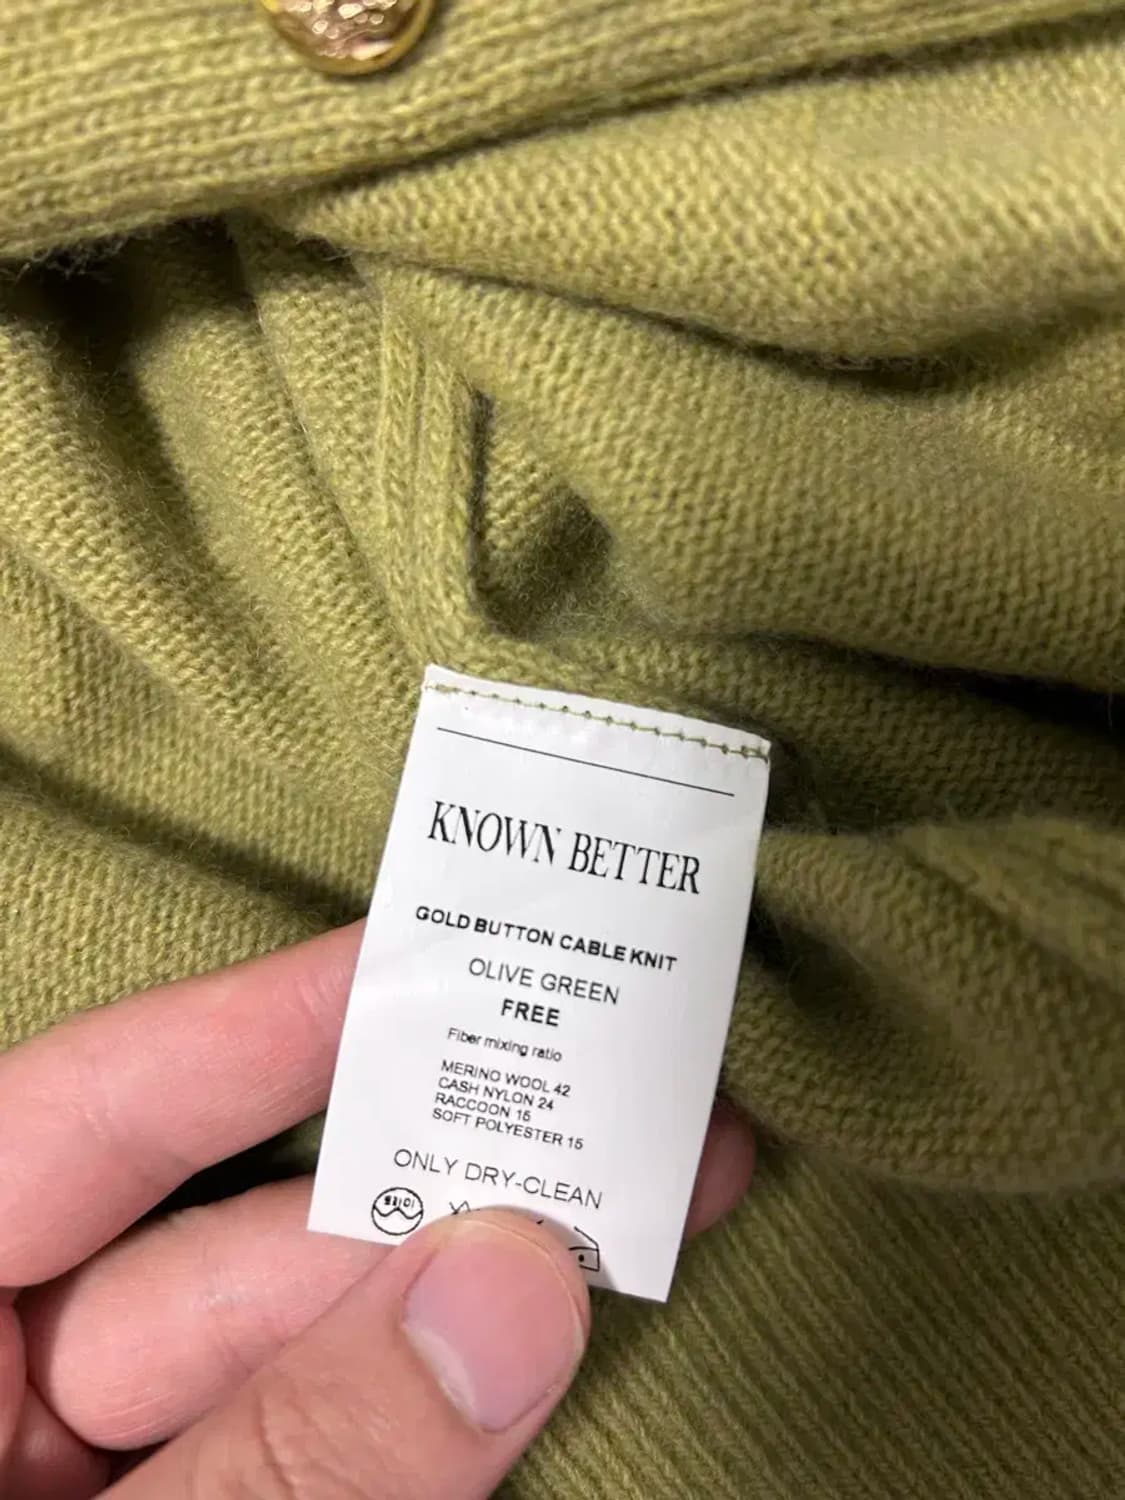 KNOWN BETTER
GOLD BUTTON CABLE KNIT
OLIVE GREEN
FREE
Fiber mixing ratio
MERINO WOOL 42
CASH NYLON 24
RACCOON 15
SOFT POLYESTER 15
ONLY DRY-CLEAN